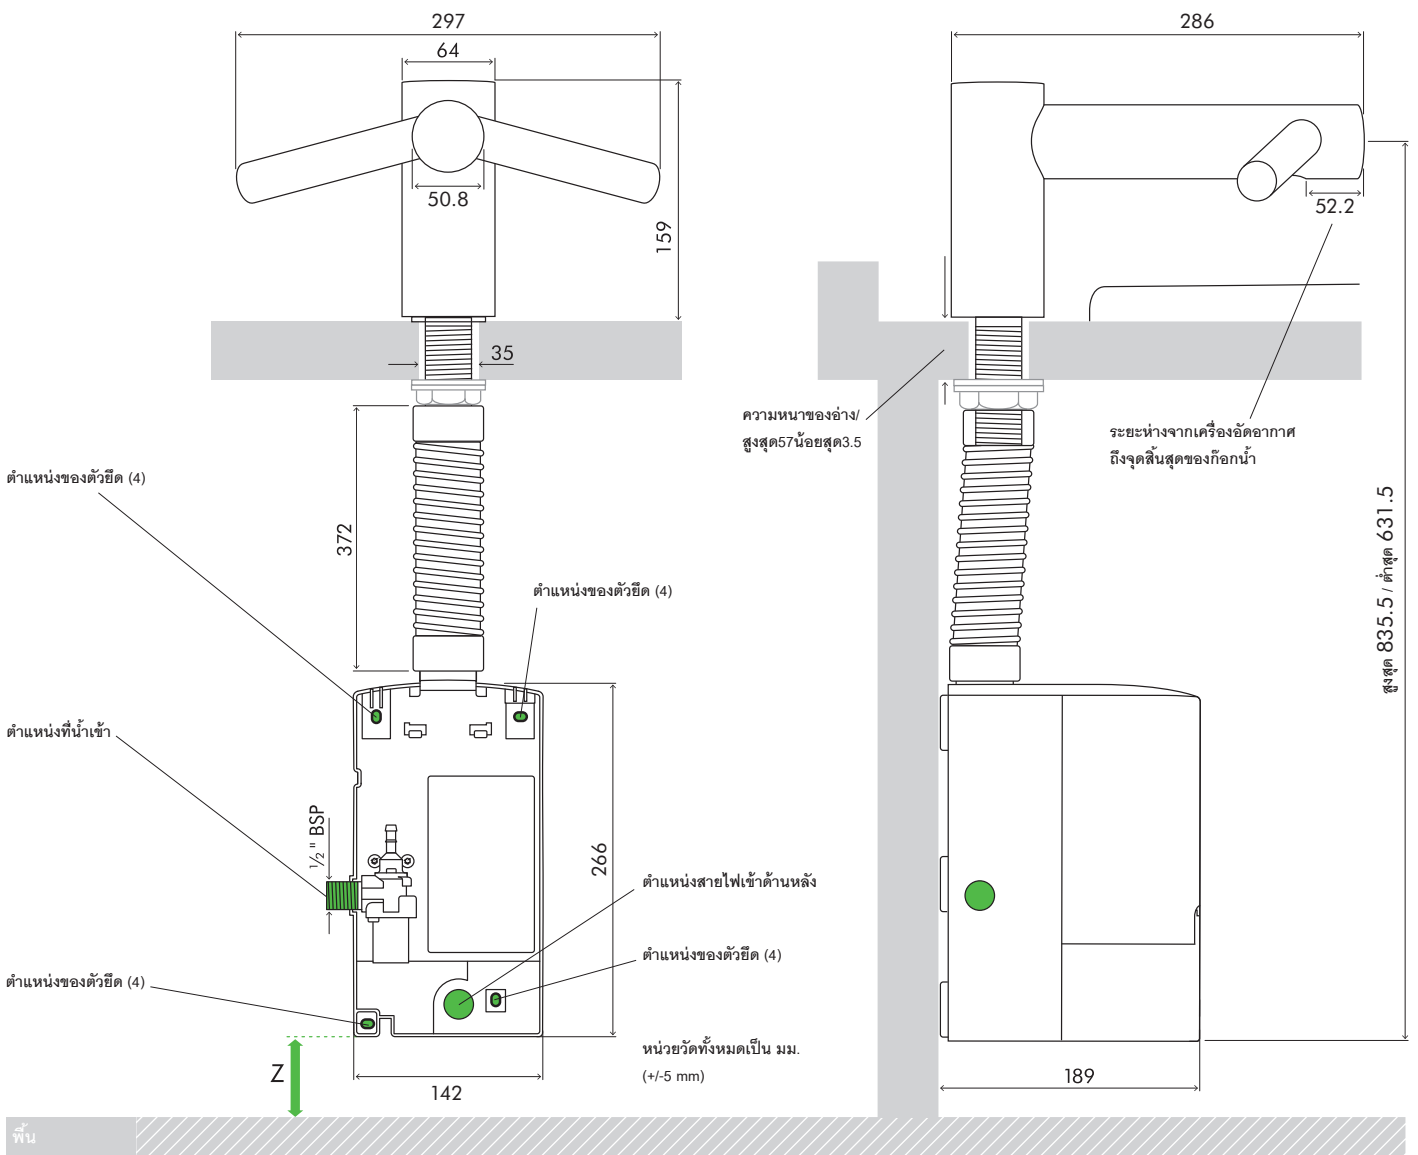 297
64
286
50.8
159
52.2
35
ความหนาของอ่าง/
สูงสุด57น้อยสุด3.5
ระยะห่างจากเครื่องอัดอากาศ
ถึงจุดสิ้นสุดของก๊อกน้ำ
ตำแหน่งของตัวยึด (4)
372
สูงสุด 835.5 / ต่ำสุด 631.5
ตำแหน่งของตัวยึด (4)
ตำแหน่งที่น้ำเข้า
½" BSP
266
ตำแหน่งสายไฟเข้าด้านหลัง
ตำแหน่งของตัวยึด (4)
ตำแหน่งของตัวยึด (4)
หน่วยวัดทั้งหมดเป็น มม.
(+/-5 mm)
Z
142
189
พื้น